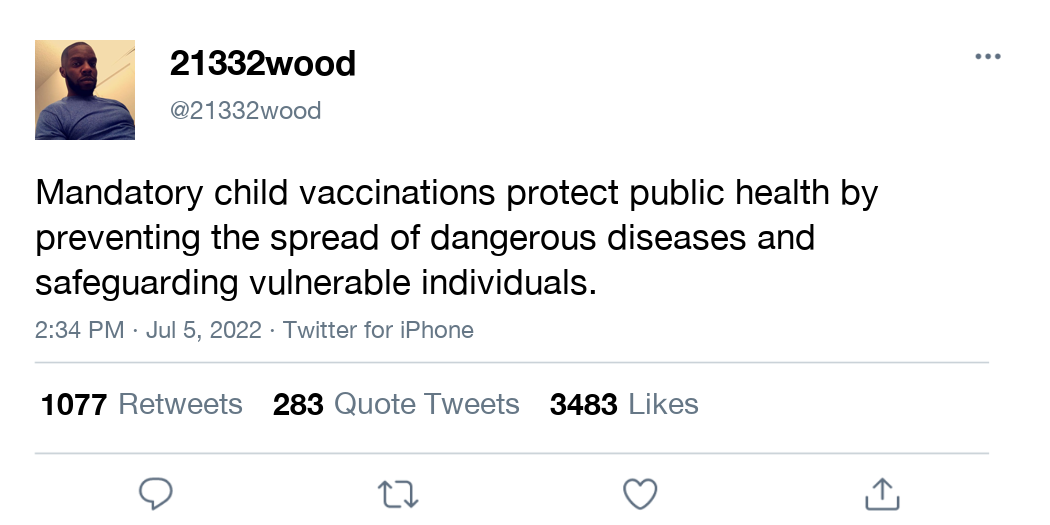 21332wood
@21332wood
Mandatory child vaccinations protect public health by
preventing the spread of dangerous diseases and
safeguarding vulnerable individuals.
2:34 PM · Jul 5, 2022 · Twitter for iPhone
1077 Retweets 283 Quote Tweets 3483 Likes